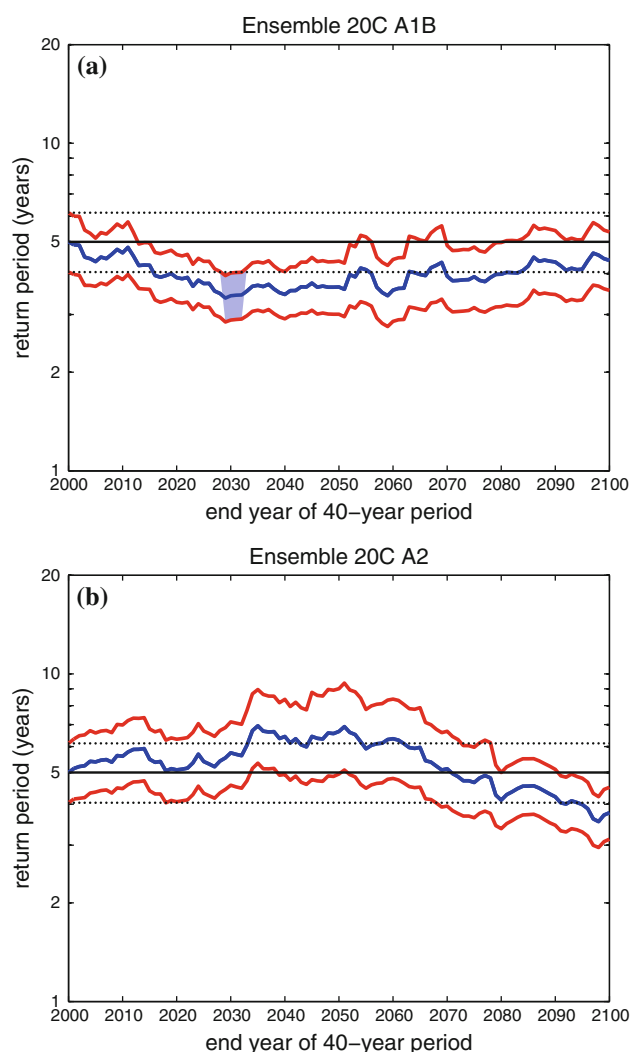 Ensemble 20C A1B
(a)
20
10
5
2
1
return period (years)
2000 2010 2020 2030 2040 2050 2060 2070 2080 2090 2100
end year of 40−year period
Ensemble 20C A2
(b)
20
10
5
2
1
return period (years)
2000 2010 2020 2030 2040 2050 2060 2070 2080 2090 2100
end year of 40−year period